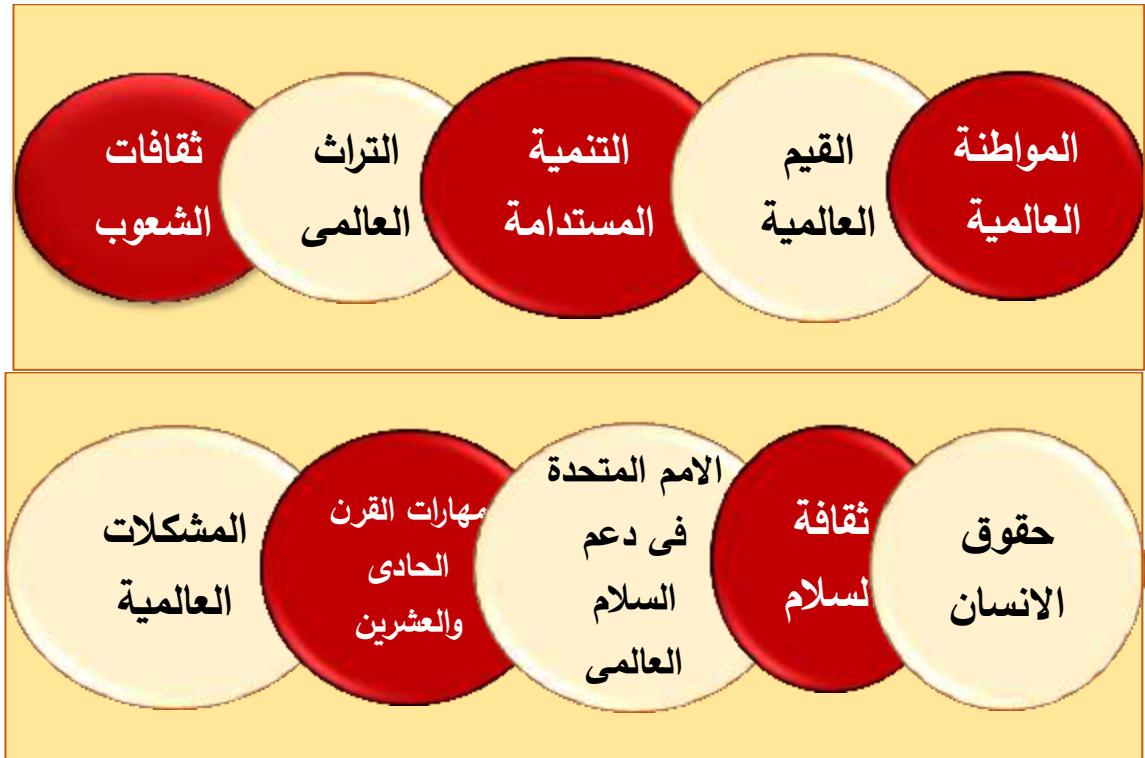 المواطنة
العالمية
القيم
العالمية
التنمية
المستدامة
التراث
العالمى
ثقافات
الشعوب
حقوق
الانسان
ثقافة
لسلام
الامم المتحدة
فى دعم
السلام
العالمى
مهارات القرن
الحادى
والعشرين
المشكلات
العالمية